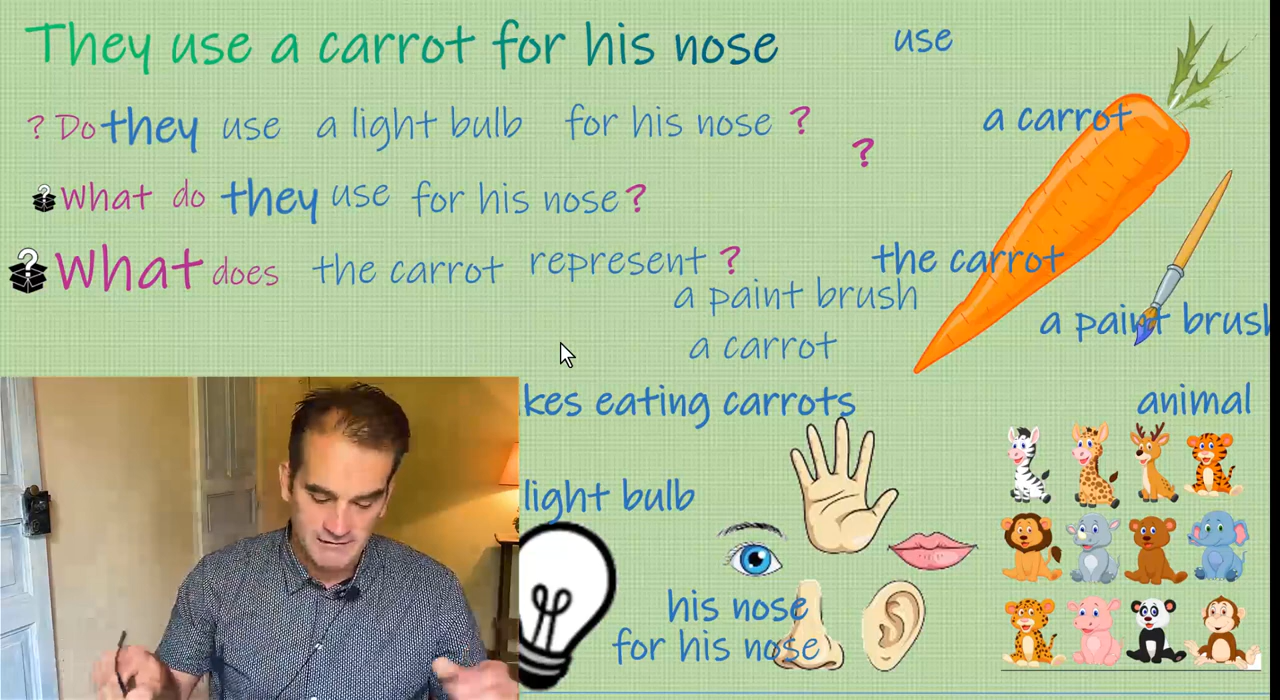 They use a carrot for his nose
use
? Do they use a light bulb for his nose ?
a carrot
?
? What do they use for his nose ?
? What does the carrot represent ?
the carrot
a paint brush
a paint brush
a carrot
kes eating carrots
animal
light bulb
his nose
for his nose